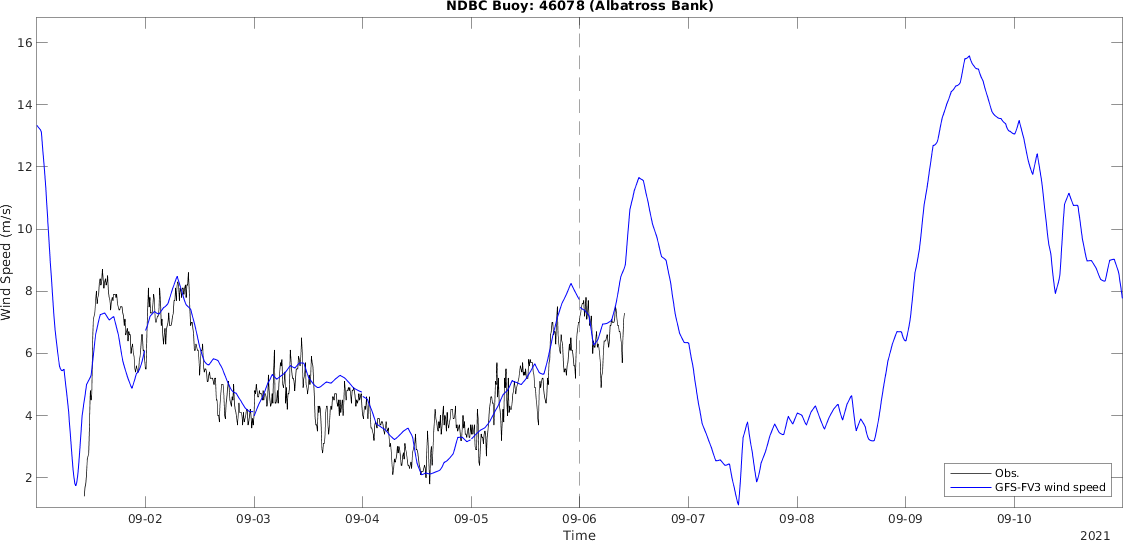 NDBC Buoy: 46078 (Albatross Bank)
16
14
12
10
8
6
4
2
Wind Speed (m/s)
Obs.
GFS-FV3 wind speed
09-02 09-03 09-04 09-05 09-06 09-07 09-08 09-09 09-10
Time
2021